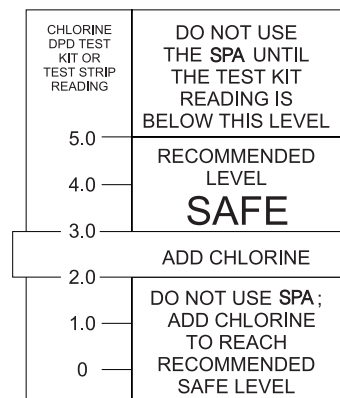 CHLORINE
DPD TEST
KIT OR
TEST STRIP
READING
DO NOT USE
THE SPA UNTIL
THE TEST KIT
READING IS
BELOW THIS LEVEL
5.0
RECOMMENDED
LEVEL
4.0
SAFE
3.0
ADD CHLORINE
2.0
DO NOT USE SPA;
1.0
ADD CHLORINE
TO REACH
RECOMMENDED
0
SAFE LEVEL